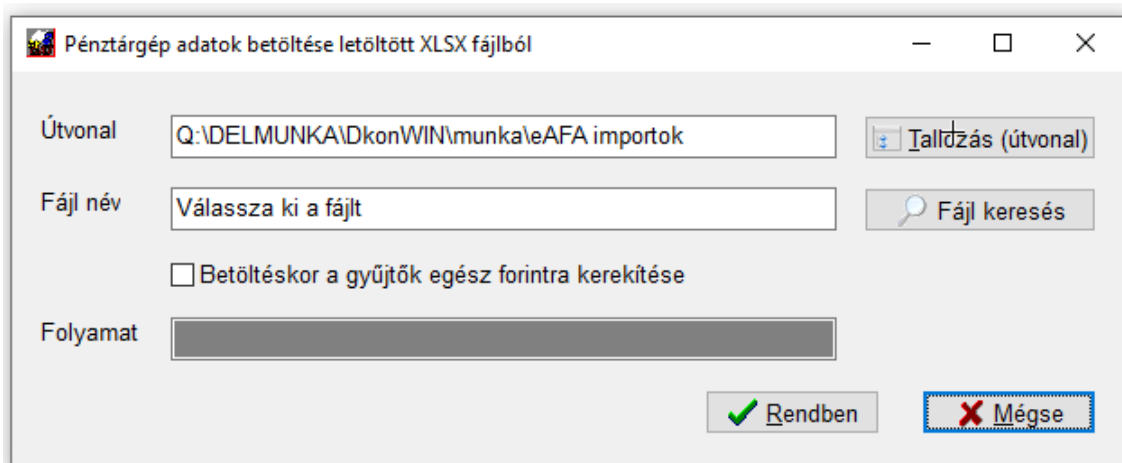 Pénztárgép adatok betöltése letöltött XLSX fájlból
Útvonal Q:\DELMUNKA\DkonWIN\munka\eAFA importok Tallózás (útvonal)
Fájl név Válassza ki a fájlt Fájl keresés
Betöltéskor a gyűjtők egész forintra kerekítése
Folyamat
Rendben Mégse